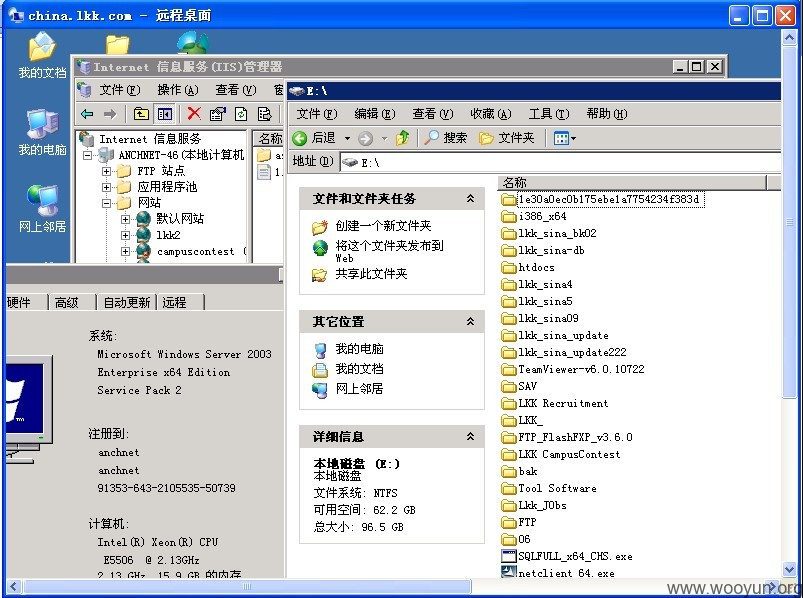 china.lkk.com - 远程桌面
我的文档
我的电脑
网上邻居
Internet 信息服务(IIS)管理器
文件(F) 操作(A) 查看(V)
名称
Internet 信息服务
ANCHNET-46(本地计算机
FTP 站点
应用程序池
网站
默认网站
lkk2
campuscontest (
硬件 高级 自动更新 远程
系统:
Microsoft Windows Server 2003
Enterprise x64 Edition
Service Pack 2
注册到:
anchnet
anchnet
91353-643-2105535-50739
计算机:
Intel(R) Xeon(R) CPU
E5506 @ 2.13GHz
2.13 GHz, 15.9 GB 的内存
E:\
文件(F) 编辑(E) 查看(V) 收藏(A) 工具(T) 帮助(H)
后退 搜索 文件夹
地址(D) E:\
文件和文件夹任务
创建一个新文件夹
将这个文件夹发布到
Web
共享此文件夹
其它位置
我的电脑
我的文档
网上邻居
详细信息
本地磁盘 (E:)
本地磁盘
文件系统: NTFS
可用空间: 62.2 GB
总大小: 96.5 GB
名称
1e30a0ec0b175ebe1a7754234f383d
i386_x64
lkk_sina_bk02
lkk_sina-db
htdocs
lkk_sina4
lkk_sina5
lkk_sina09
lkk_sina_update
lkk_sina_update222
TeamViewer-v6.0.10722
SAV
LKK Recruitment
LKK_
FTP_FlashFXP_v3.6.0
LKK CampusContest
bak
Tool Software
Lkk_JObs
FTP
06
SQLFULL_x64_CHS.exe
netclient_64.exe
www.wooyun.org